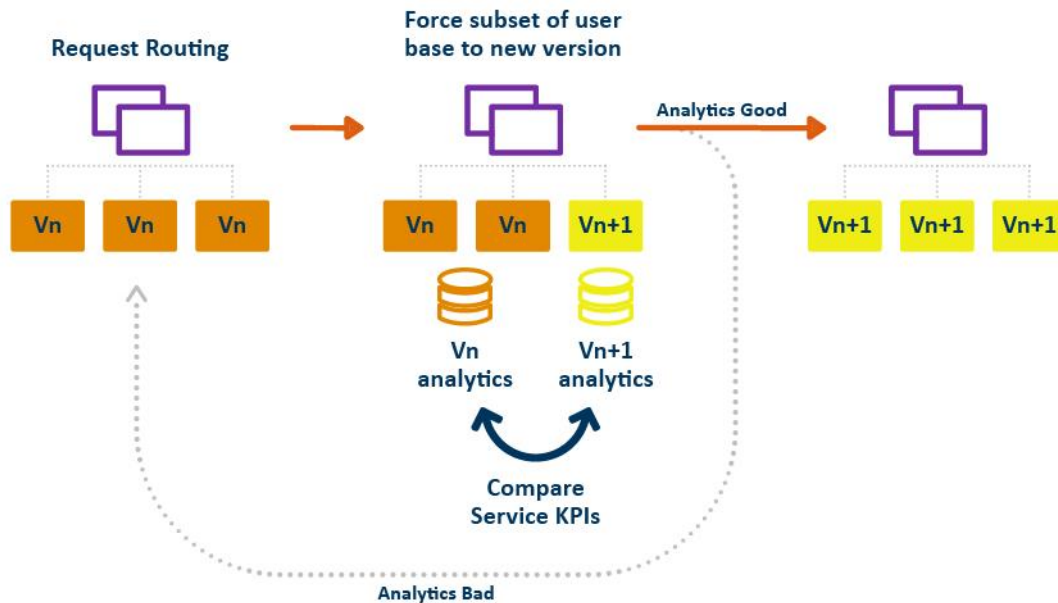 Request Routing
Force subset of user
base to new version
Analytics Good
Vn
Vn
Vn
Vn
Vn
Vn+1
Vn+1
Vn+1
Vn+1
Vn
analytics
Vn+1
analytics
Compare
Service KPIs
Analytics Bad